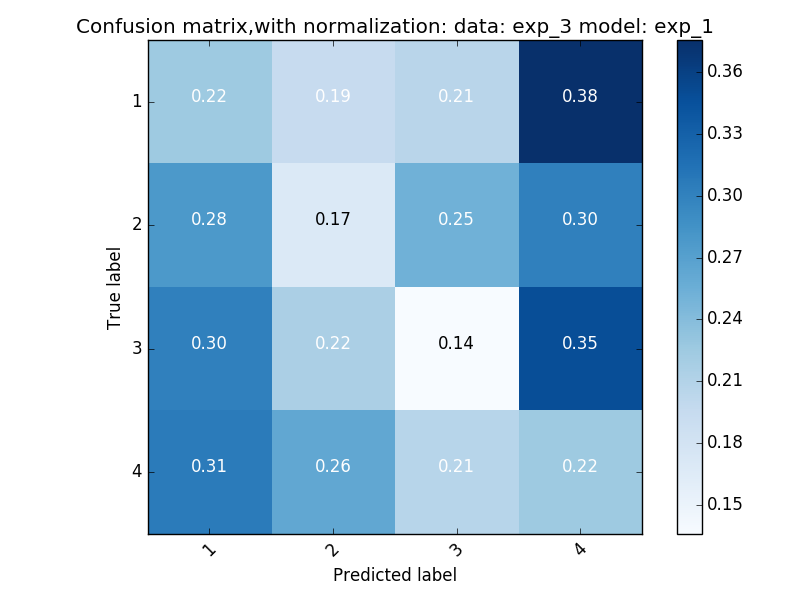 Confusion matrix,with normalization: data: exp_3 model: exp_1
True label
1 0.22 0.19 0.21 0.38
2 0.28 0.17 0.25 0.30
3 0.30 0.22 0.14 0.35
4 0.31 0.26 0.21 0.22
1 2 3 4
Predicted label
0.36
0.33
0.30
0.27
0.24
0.21
0.18
0.15